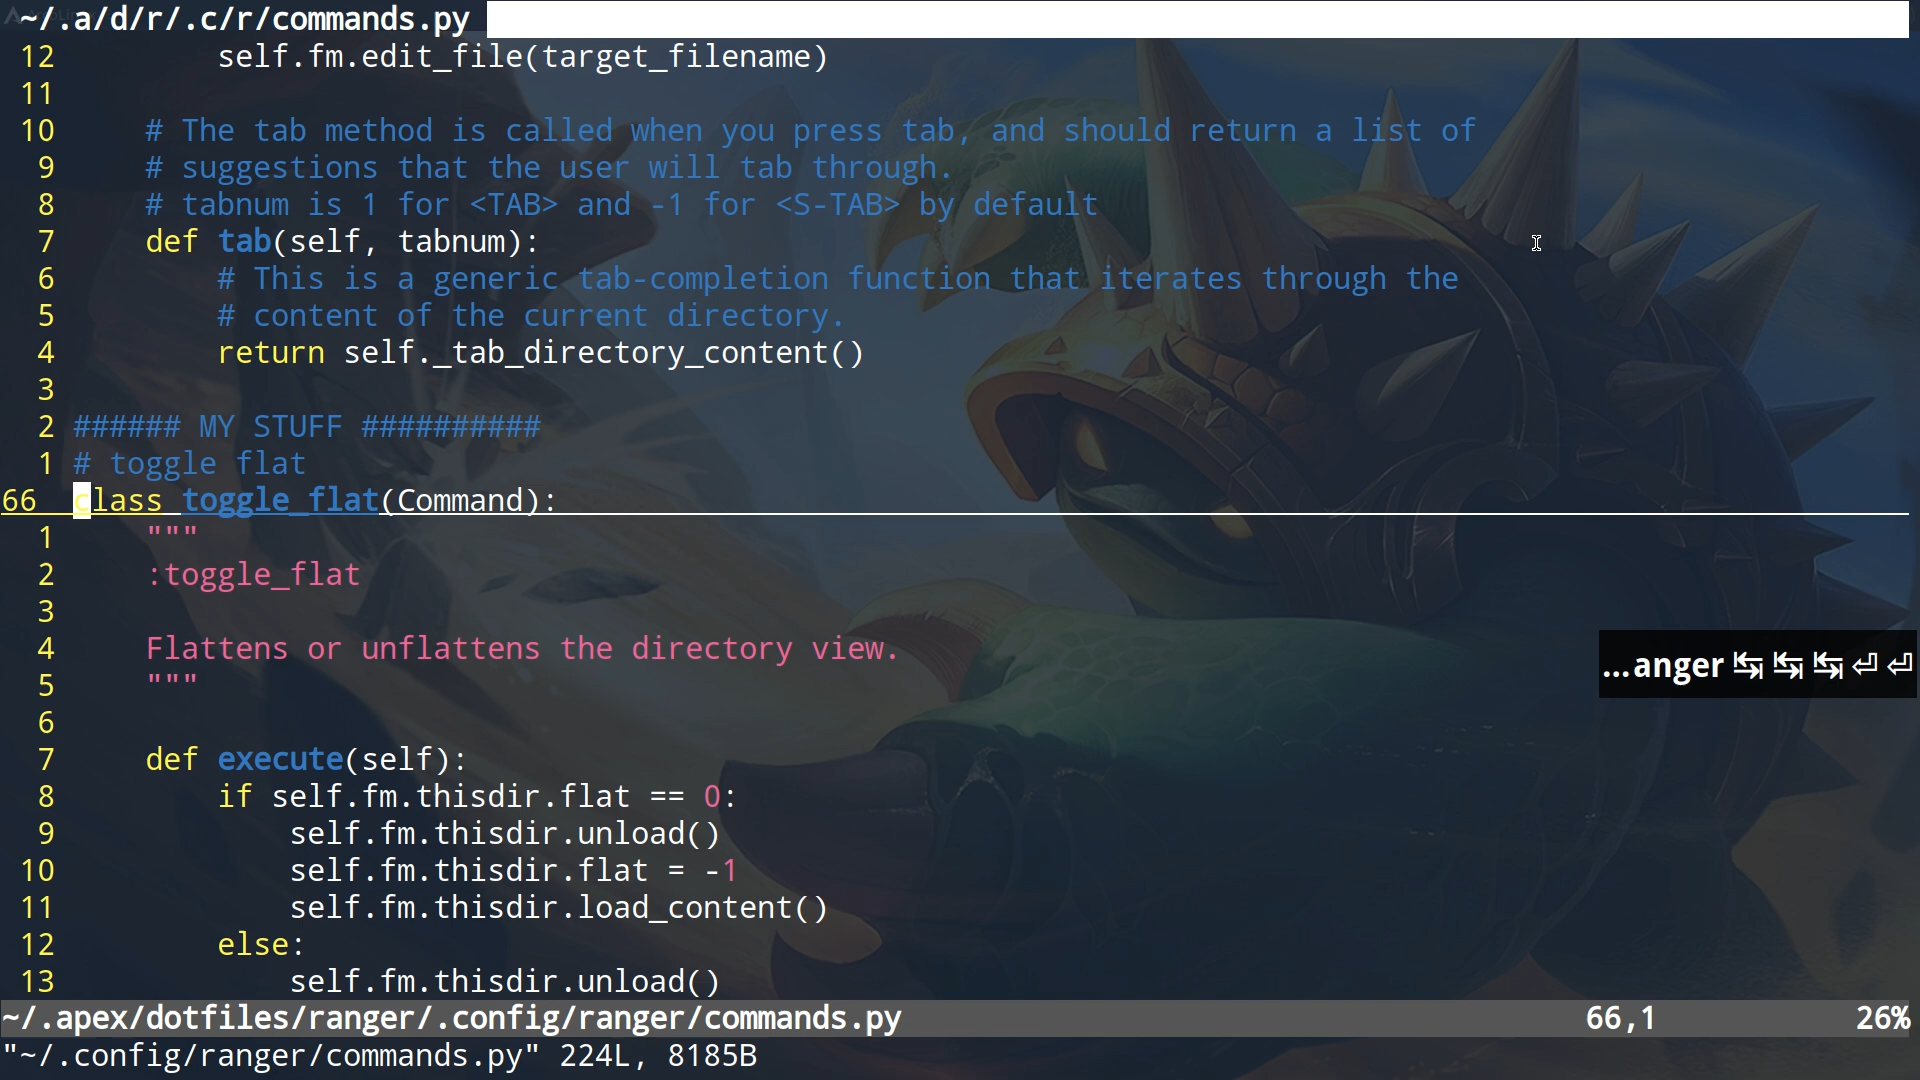 ~/.a/d/r/.c/r/commands.py
12         self.fm.edit_file(target_filename)
11
10     # The tab method is called when you press tab, and should return a list of
9     # suggestions that the user will tab through.
8     # tabnum is 1 for <TAB> and -1 for <S-TAB> by default
7     def tab(self, tabnum):
6         # This is a generic tab-completion function that iterates through the
5         # content of the current directory.
4         return self._tab_directory_content()
3
2 ###### MY STUFF ##########
1 # toggle flat
66 class toggle_flat(Command):
1     """
2     :toggle_flat
3
4     Flattens or unflattens the directory view.
5     """
…anger ↹ ↹ ↹ ⏎ ⏎
6
7     def execute(self):
8         if self.fm.thisdir.flat == 0:
9             self.fm.thisdir.unload()
10             self.fm.thisdir.flat = -1
11             self.fm.thisdir.load_content()
12         else:
13             self.fm.thisdir.unload()
~/.apex/dotfiles/ranger/.config/ranger/commands.py 66,1 26%
"~/.config/ranger/commands.py" 224L, 8185B